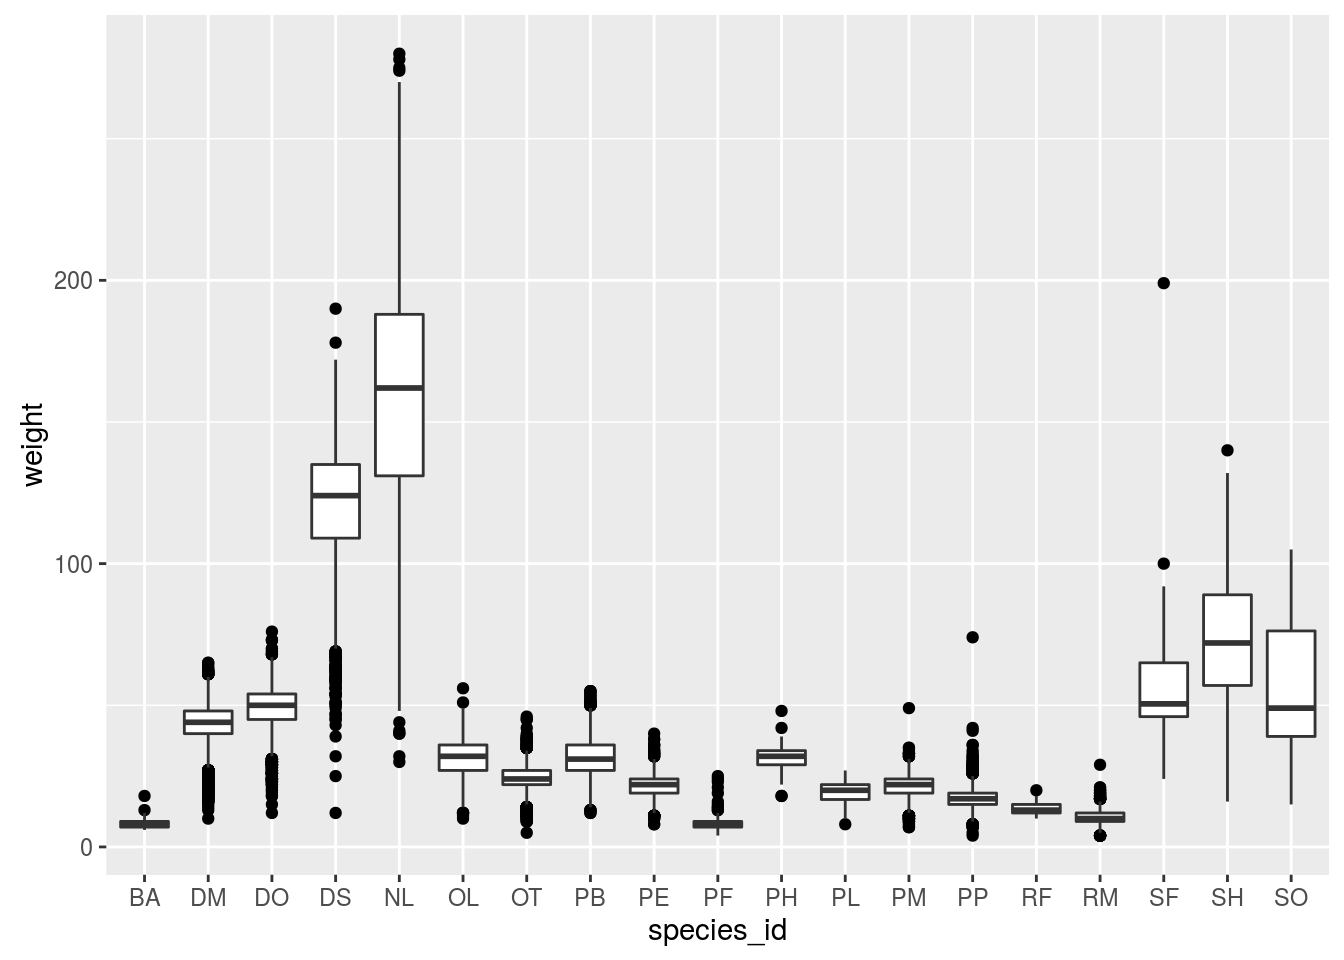 200
100
0
weight
BA DM DO DS NL OL OT PB PE PF PH PL PM PP RF RM SF SH SO
species_id